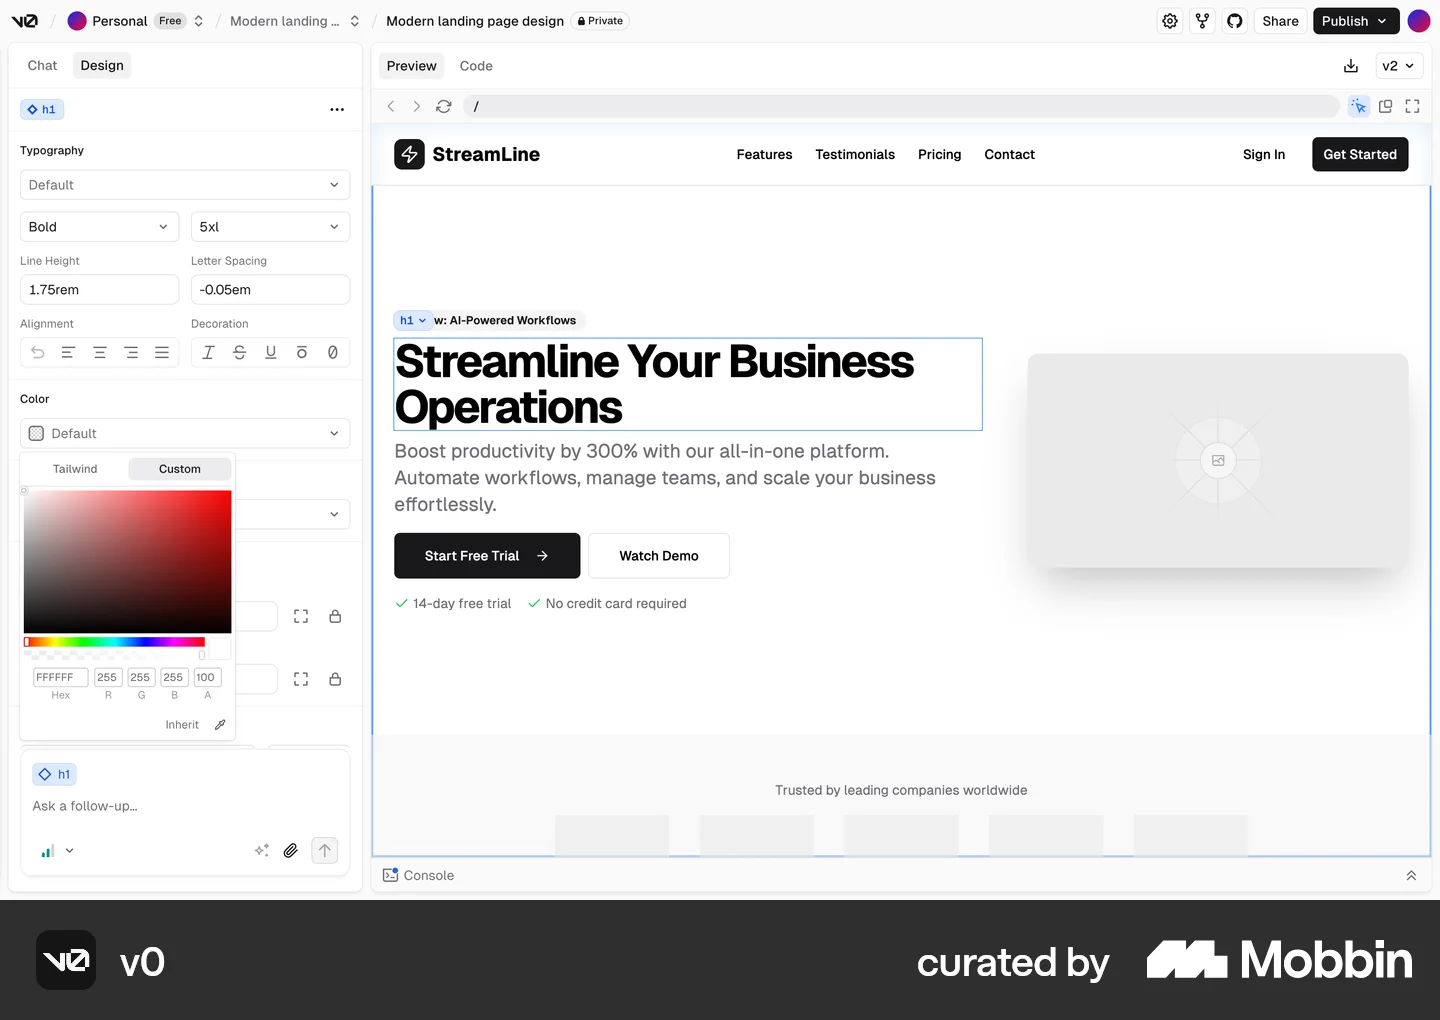 Personal Free Modern landing ... Modern landing page design Private Share Publish
Chat Design
h1
Typography
Default
Bold 5xl
Line Height Letter Spacing
1.75rem -0.05em
Alignment Decoration
Color
Default
Tailwind Custom
FFFFFF 255 255 255 100
Hex R G B A
Inherit
h1
Ask a follow-up...
Preview Code v2
/
StreamLine Features Testimonials Pricing Contact Sign In Get Started
h1 w: AI-Powered Workflows
Streamline Your Business
Operations
Boost productivity by 300% with our all-in-one platform.
Automate workflows, manage teams, and scale your business
effortlessly.
Start Free Trial Watch Demo
14-day free trial No credit card required
Trusted by leading companies worldwide
Console
v0 v0 curated by Mobbin